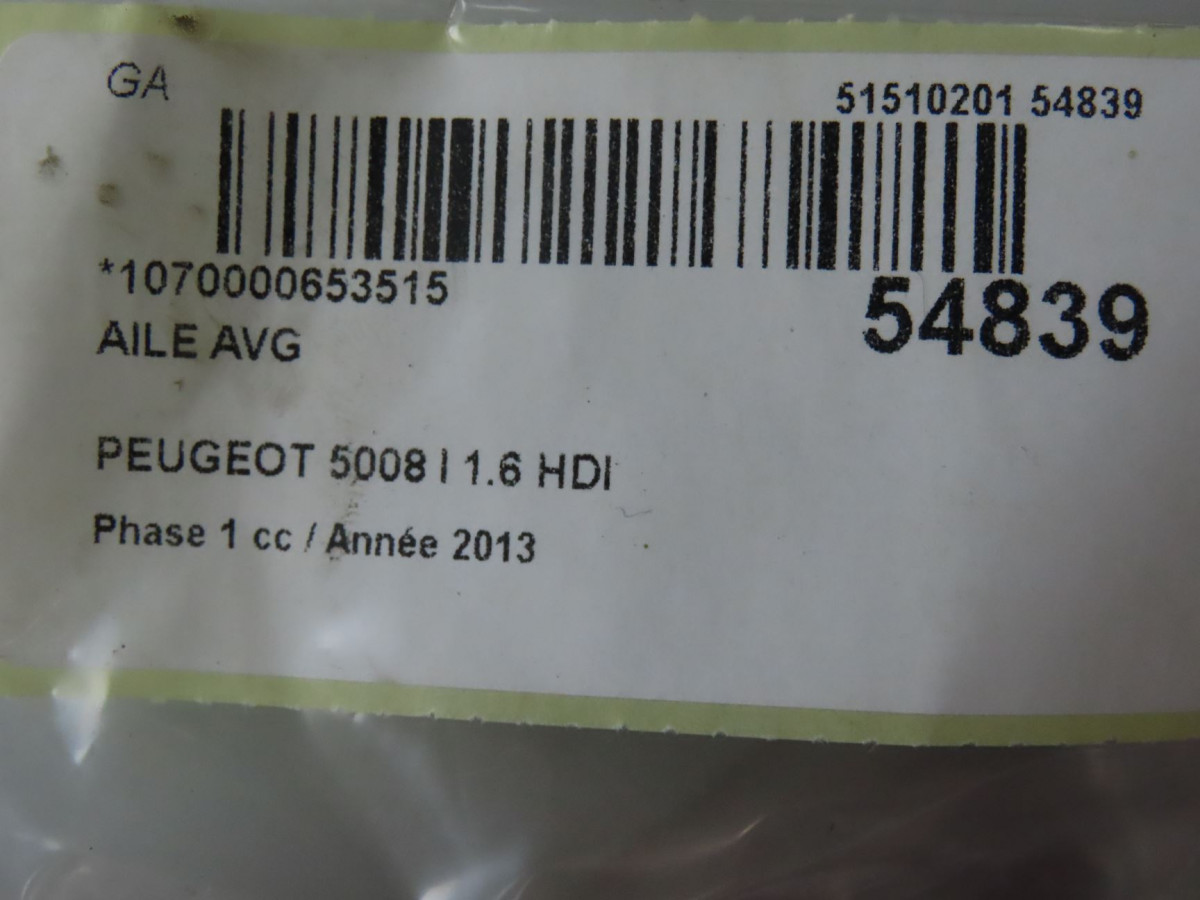 GA
51510201 54839
*1070000653515
54839
AILE AVG
PEUGEOT 5008 I 1.6 HDI
Phase 1 cc / Année 2013